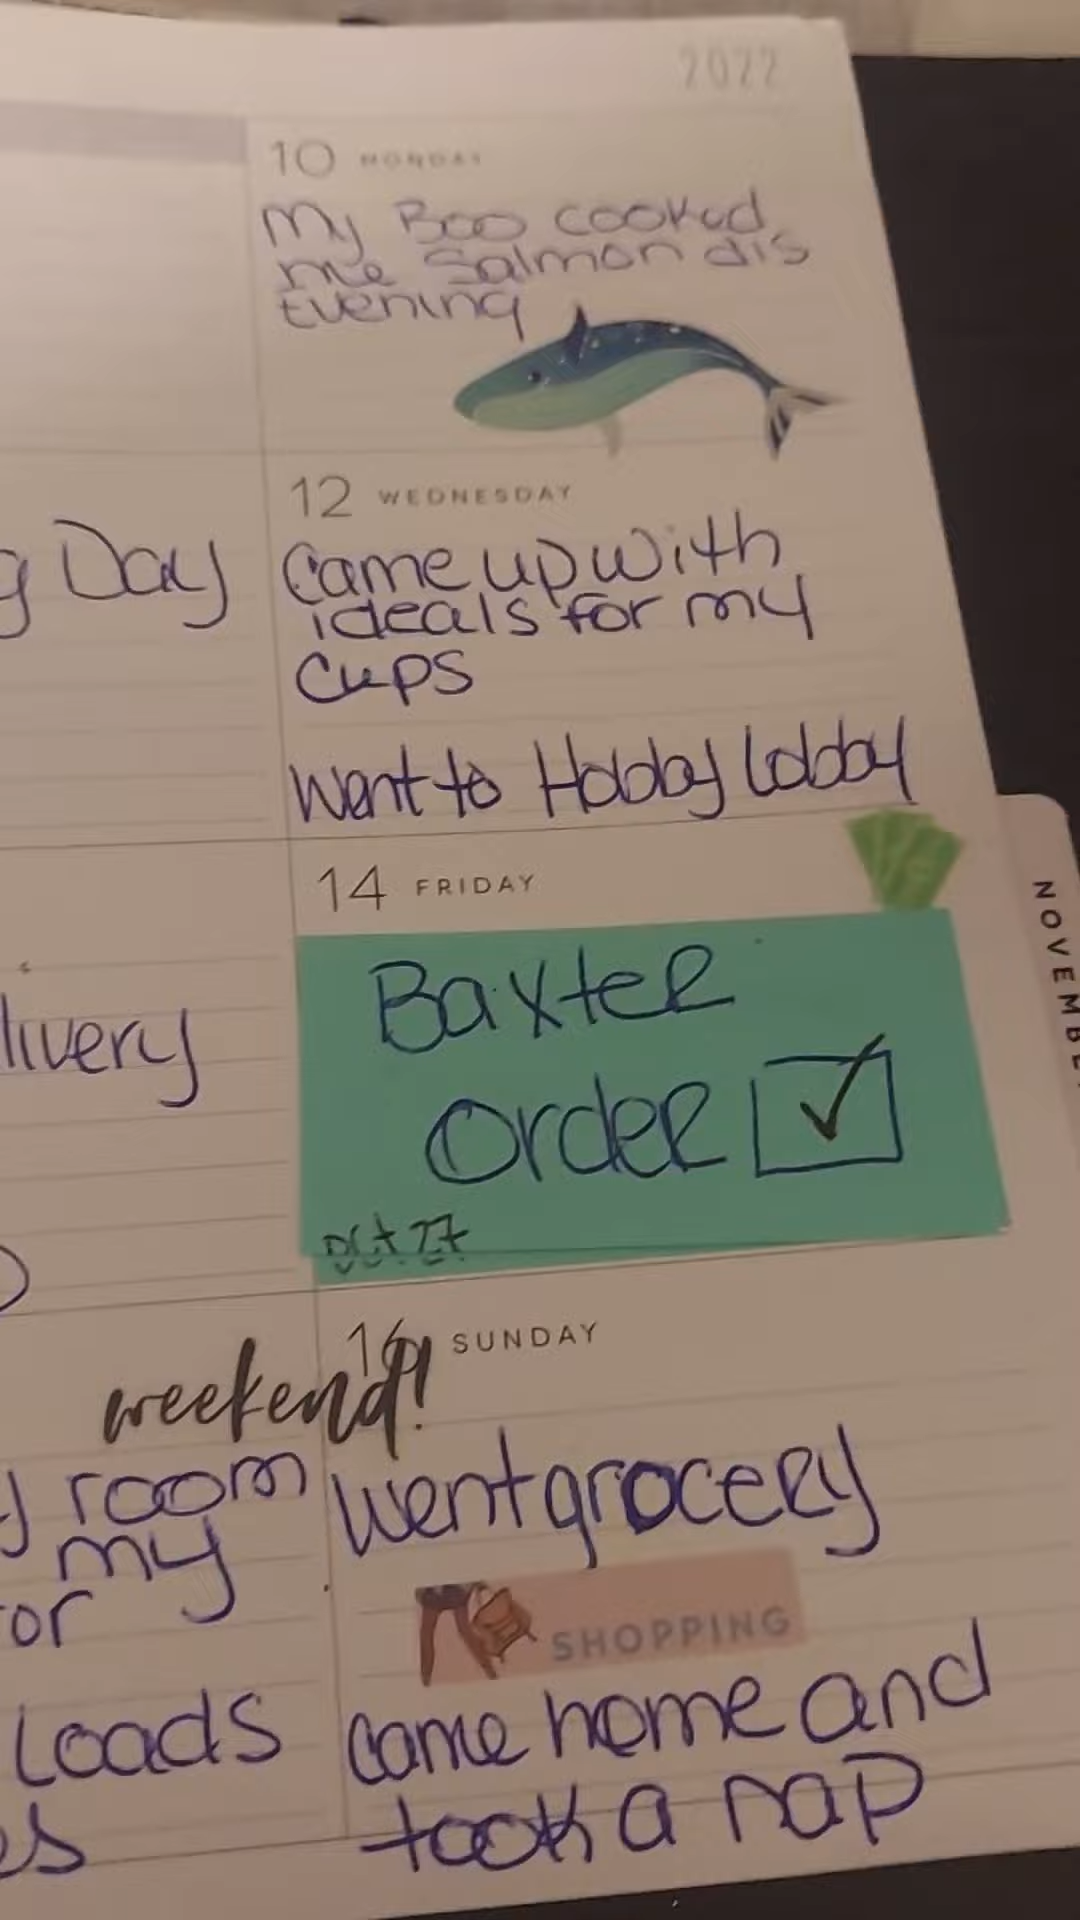 2022
10 MONDAY
My Boo cooked
me Salmon dis
Evening
12 WEDNESDAY
g Day
Came up with
ideals for my
Cups
Went to Hobby Lobby
14 FRIDAY
NOVEMBE
Baxter
livery
Order
Oct 27
16 SUNDAY
weekend!
y room
went grocery
my
or
SHOPPING
Loads
came home and
es
took a nap